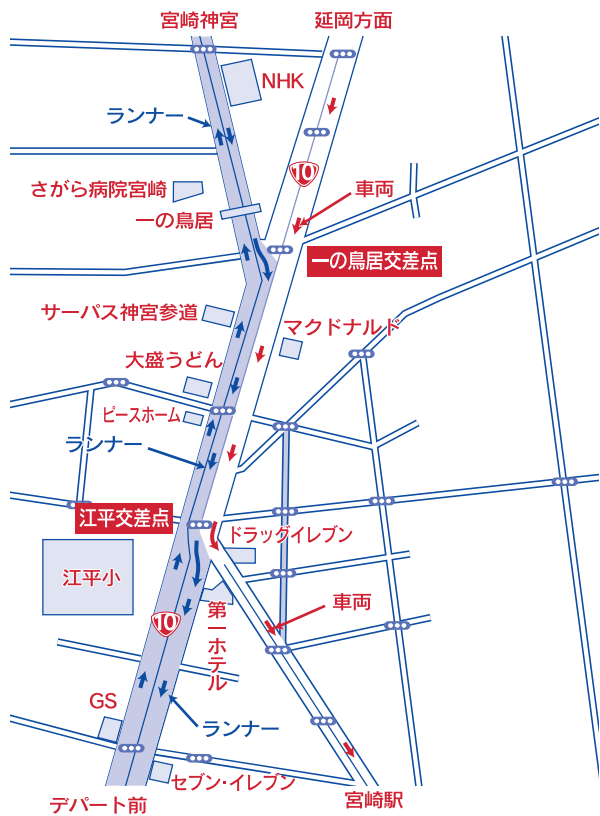 宮崎神宮
延岡方面
NHK
ランナー
10
さがら病院宮崎
車両
一の鳥居
一の鳥居交差点
サーパス神宮参道
マクドナルド
大盛うどん
ピースホーム
ランナー
江平交差点
ドラッグイレブン
江平小
第一ホテル
車両
10
GS
ランナー
セブン・イレブン
デパート前
宮崎駅